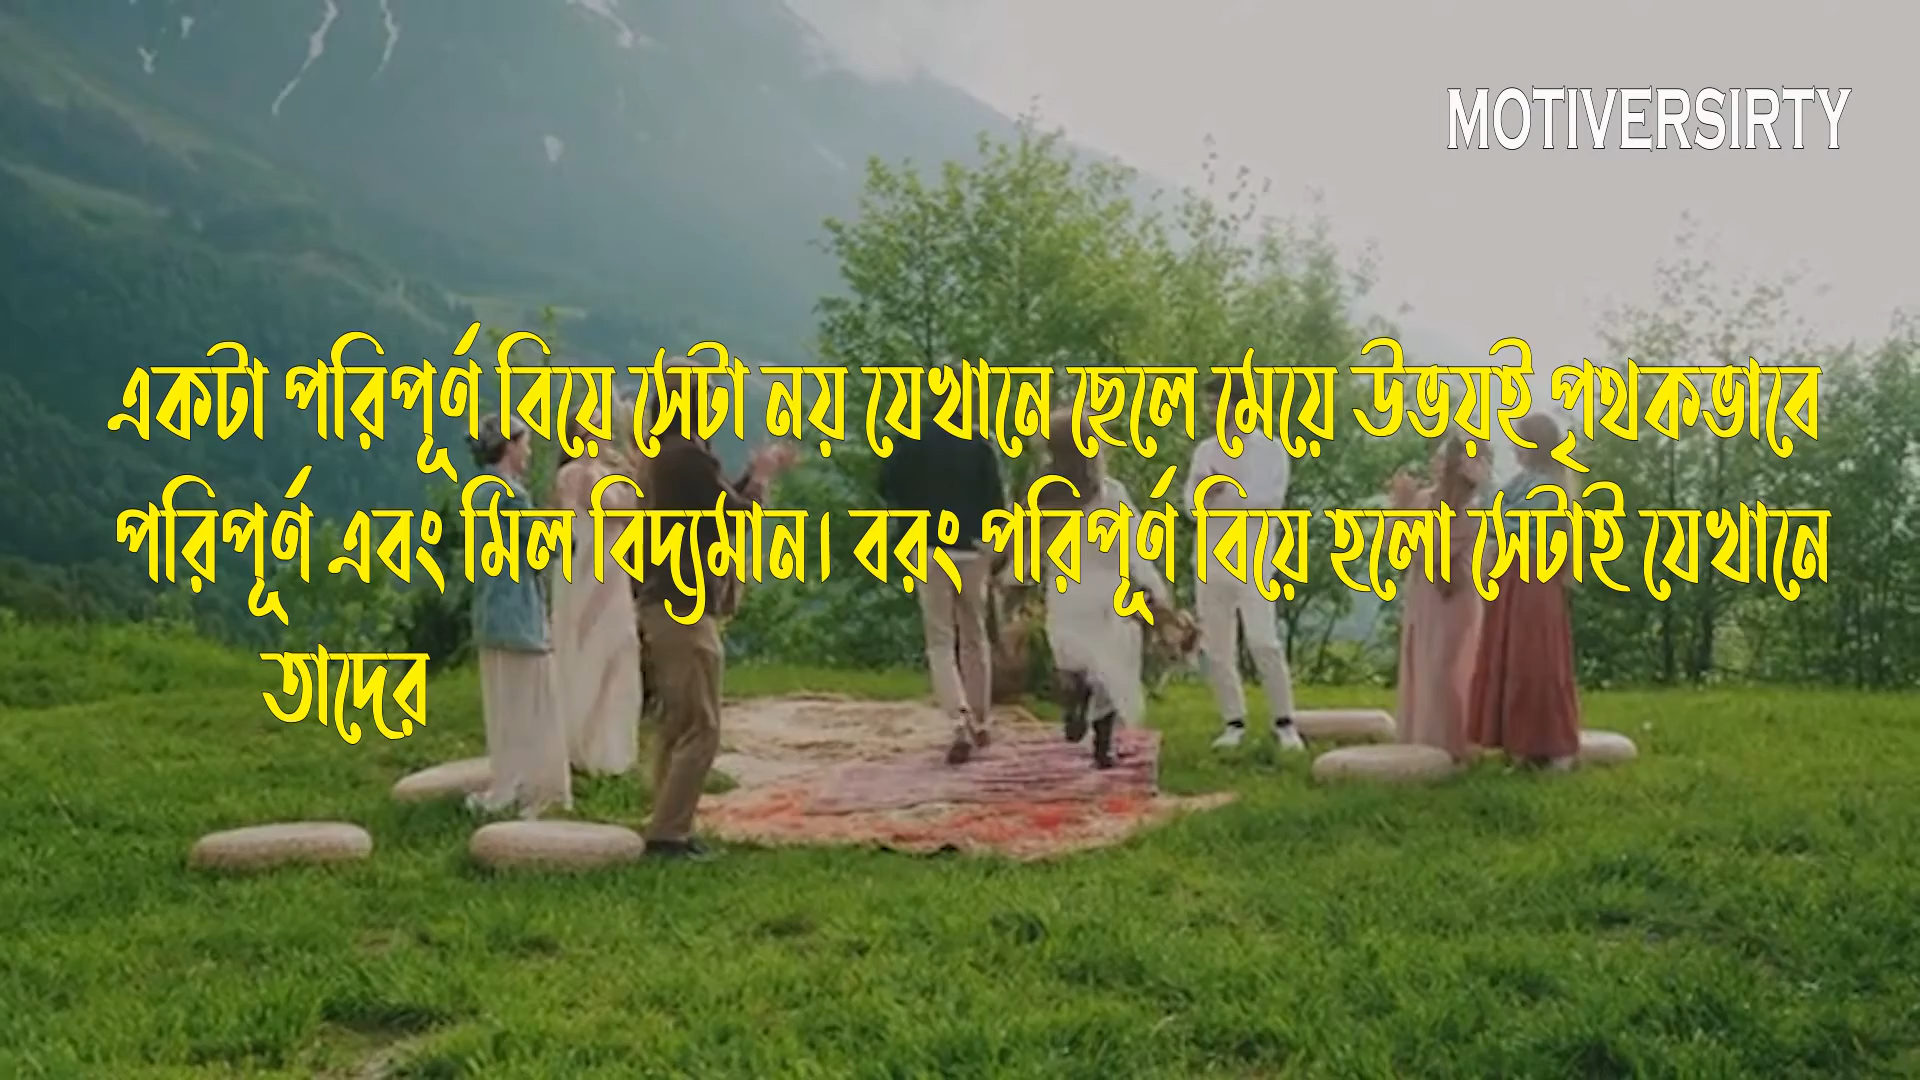 MOTIVERSIRTY
একটা পরিপূর্ণ বিয়ে সেটা নয় যেখানে ছেলে মেয়ে উভয়ই পৃথকভাবে
পরিপূর্ণ এবং মিল বিদ্যমান। বরং পরিপূর্ণ বিয়ে হলো সেটাই যেখানে
তাদের